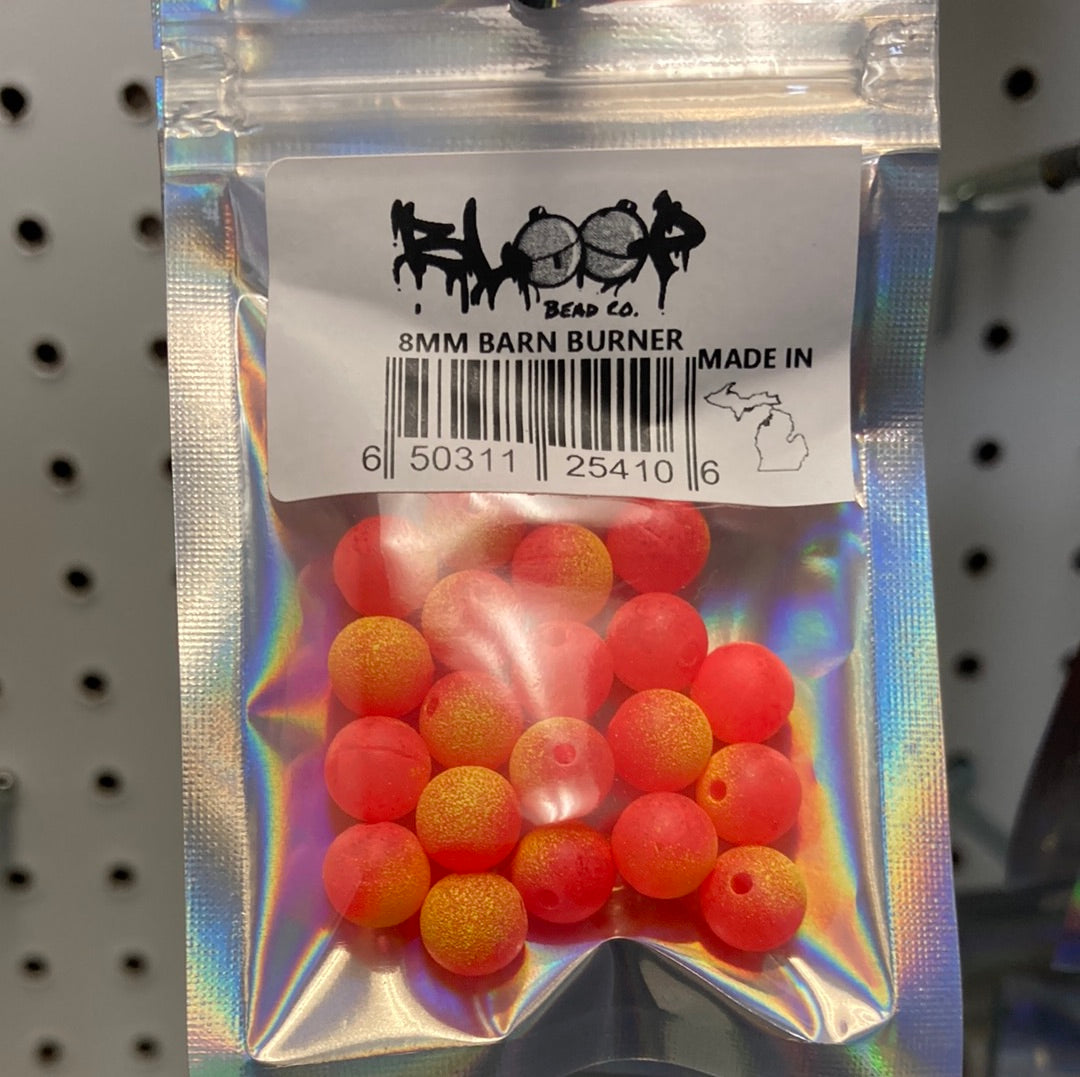 BLOOP
BEAD CO.
8MM BARN BURNER
MADE IN
6 50311 25410 6